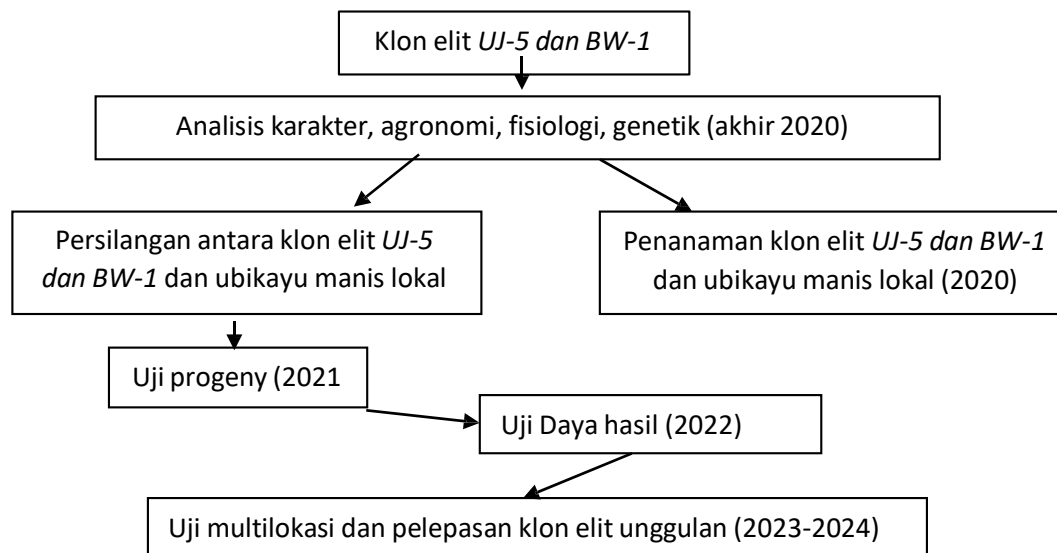 Klon elit UJ-5 dan BW-1
Analisis karakter, agronomi, fisiologi, genetik (akhir 2020)
Persilangan antara klon elit UJ-5
dan BW-1 dan ubikayu manis lokal
Penanaman klon elit UJ-5 dan BW-1
dan ubikayu manis lokal (2020)
Uji progeny (2021
Uji Daya hasil (2022)
Uji multilokasi dan pelepasan klon elit unggulan (2023-2024)